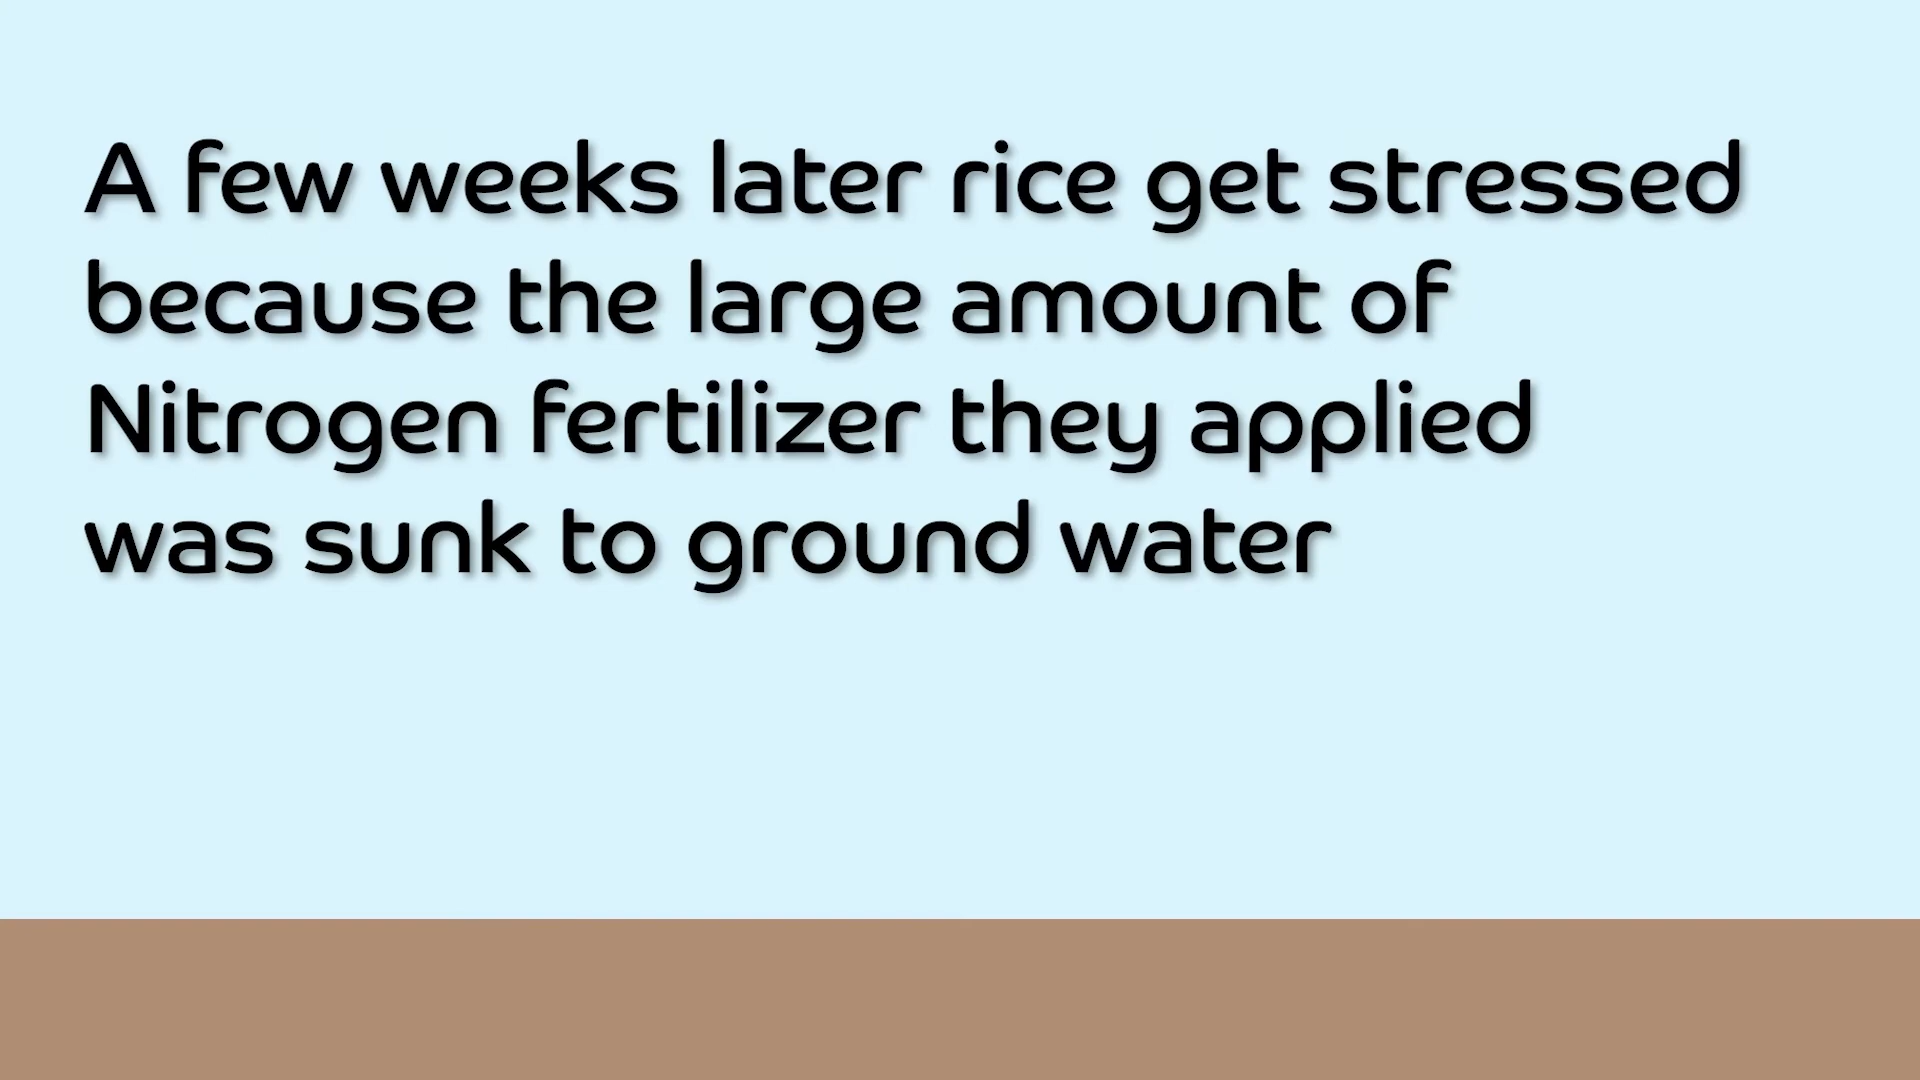 A few weeks later rice get stressed
because the large amount of
Nitrogen fertilizer they applied
was sunk to ground water